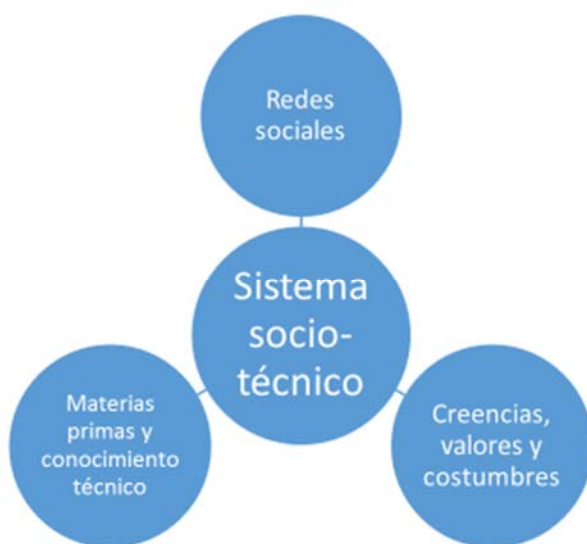 Redes
sociales
Sistema
socio-
técnico
Materias
primas y
conocimiento
técnico
Creencias,
valores y
costumbres